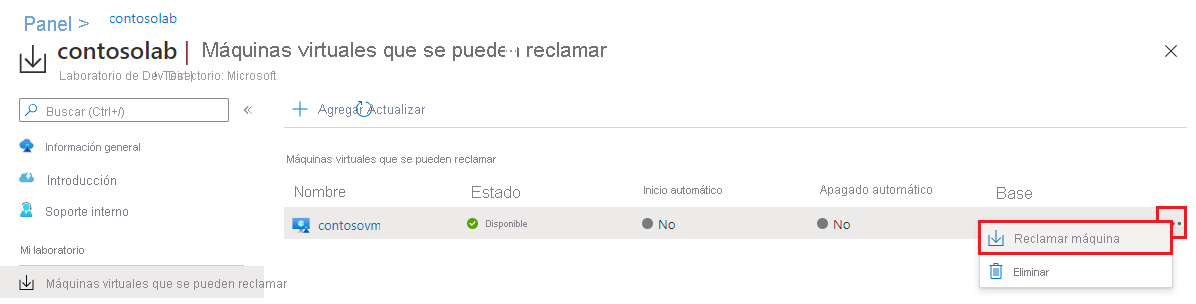 Panel > contosolab
contosolab | Máquinas virtuales que se pueden reclamar
Laboratorio de DevTest | Directorio: Microsoft
Buscar (Ctrl+/) «
Agregar Actualizar
Información general
Introducción
Soporte interno
Mi laboratorio
Máquinas virtuales que se pueden reclamar
Máquinas virtuales que se pueden reclamar
Nombre Estado Inicio automático Apagado automático Base
contosovm Disponible No No
Reclamar máquina
Eliminar